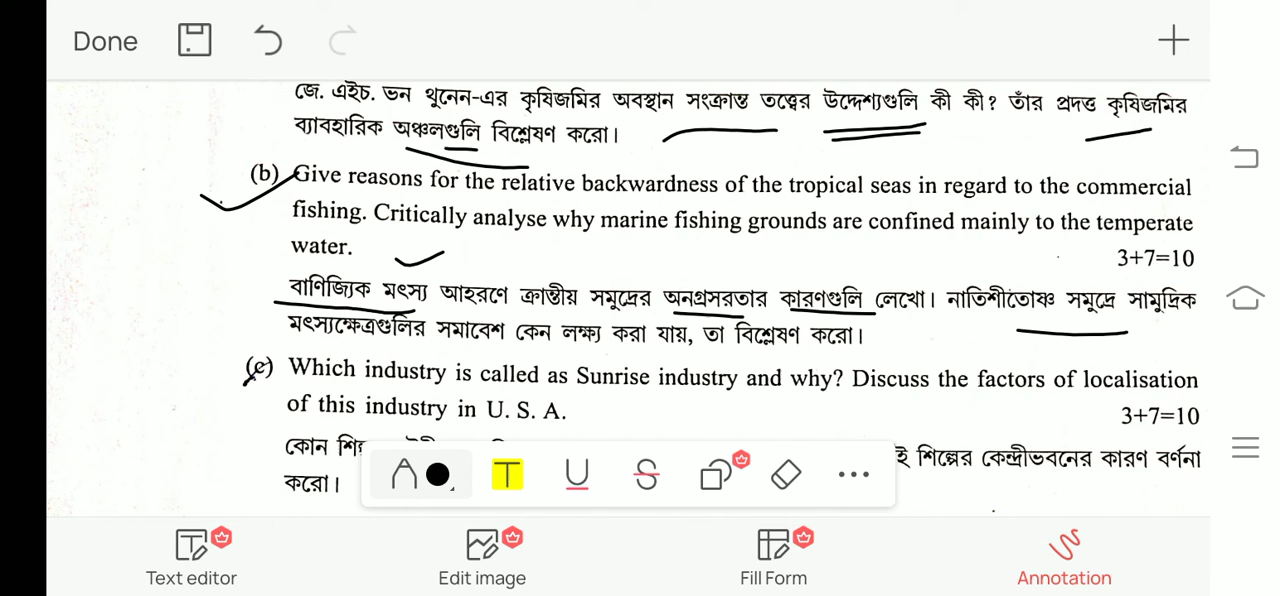 Done
জে. এইচ. ভন থুনেন-এর কৃষিজমির অবস্থান সংক্রান্ত তত্ত্বের উদ্দেশ্যগুলি কী কী? তাঁর প্রদত্ত কৃষিজমির
ব্যাবহারিক অঞ্চলগুলি বিশ্লেষণ করো।
(b) Give reasons for the relative backwardness of the tropical seas in regard to the commercial
fishing. Critically analyse why marine fishing grounds are confined mainly to the temperate
water.
3+7=10
বাণিজ্যিক মৎস্য আহরণে ক্রান্তীয় সমুদ্রের অনগ্রসরতার কারণগুলি লেখো। নাতিশীতোষ্ণ সমুদ্রে সামুদ্রিক
মৎস্যক্ষেত্রগুলির সমাবেশ কেন লক্ষ্য করা যায়, তা বিশ্লেষণ করো।
(c) Which industry is called as Sunrise industry and why? Discuss the factors of localisation
of this industry in U. S. A.
3+7=10
কোন ই শিল্পের কেন্দ্রীভবনের কারণ বর্ণনা
করো।
Text editor
Edit image
Fill Form
Annotation